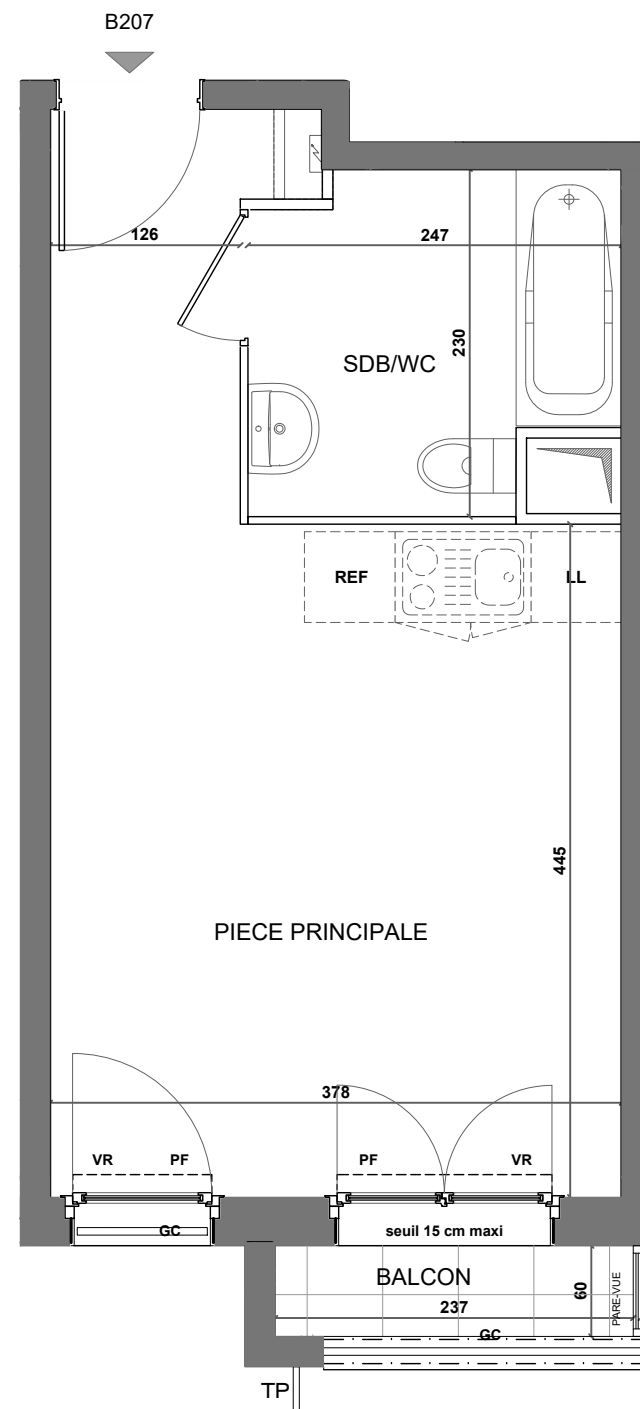 B207
126
247
230
SDB/WC
REF
LL
445
PIECE PRINCIPALE
378
VR
PF
PF
VR
GC
seuil 15 cm maxi
BALCON
60
PARE-VUE
237
GC
TP